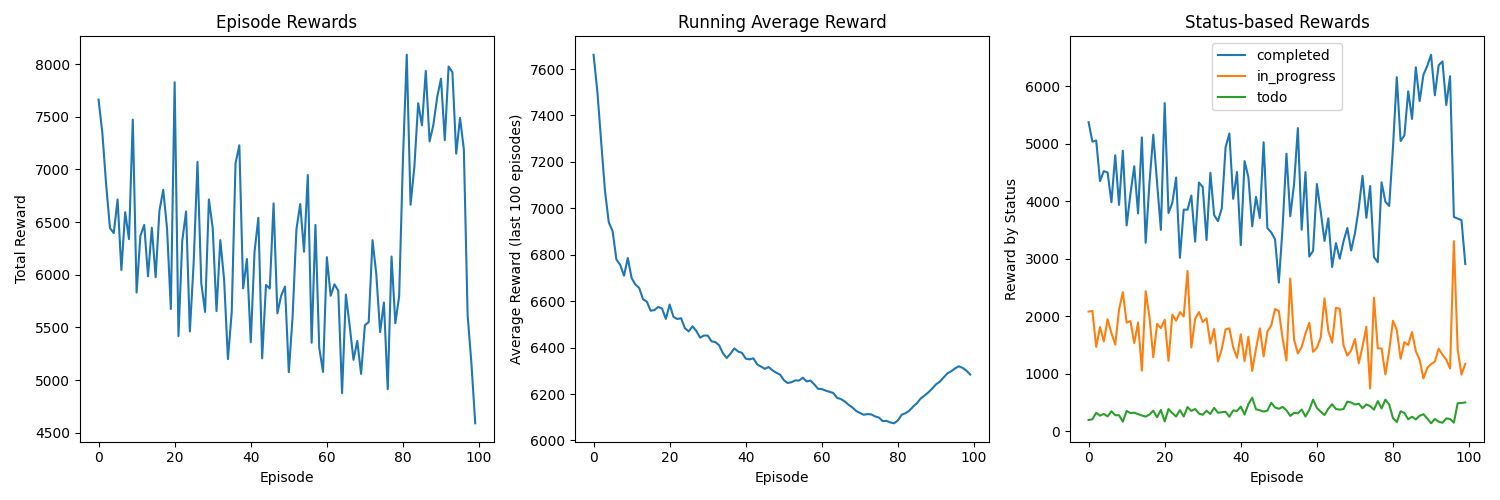 Episode Rewards
Total Reward
8000
7500
7000
6500
6000
5500
5000
4500
0 20 40 60 80 100
Episode
Running Average Reward
Average Reward (last 100 episodes)
7600
7400
7200
7000
6800
6600
6400
6200
6000
0 20 40 60 80 100
Episode
Status-based Rewards
Reward by Status
completed
in_progress
todo
6000
5000
4000
3000
2000
1000
0
0 20 40 60 80 100
Episode